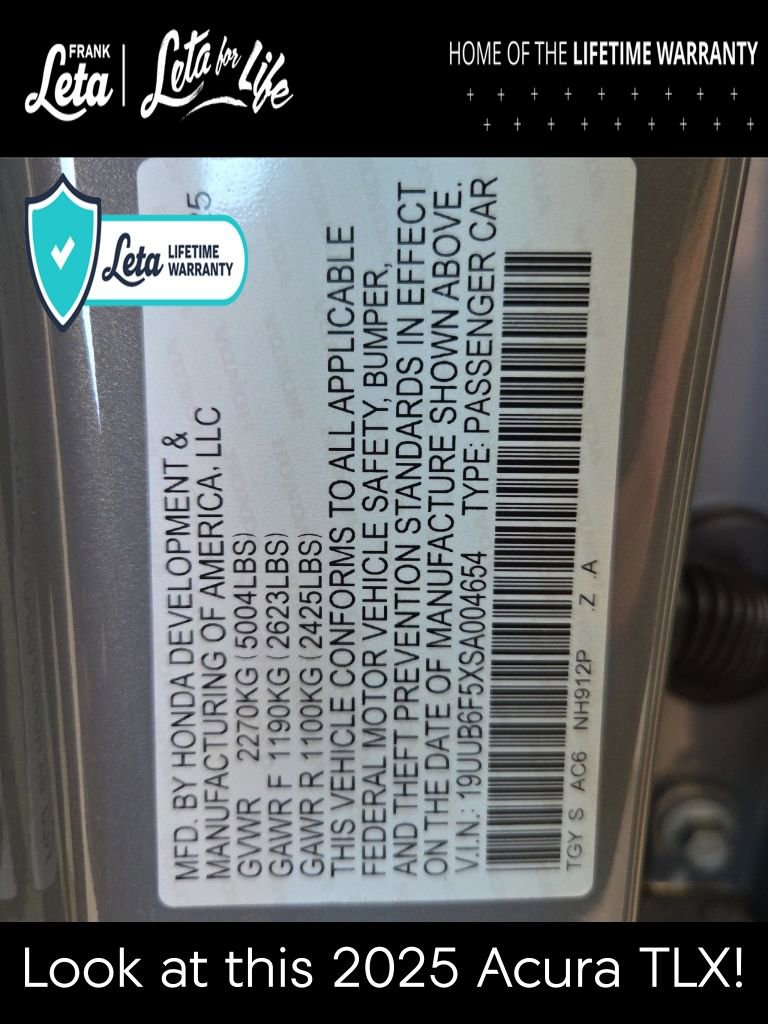 FRANK
Leta
Leta for Life
HOME OF THE LIFETIME WARRANTY
Leta LIFETIME
WARRANTY
MFD. BY HONDA DEVELOPMENT &
MANUFACTURING OF AMERICA, LLC
GVWR 2270KG (5004LBS)
GAWR F 1190KG (2623LBS)
GAWR R 1100KG (2425LBS)
THIS VEHICLE CONFORMS TO ALL APPLICABLE
FEDERAL MOTOR VEHICLE SAFETY, BUMPER,
AND THEFT PREVENTION STANDARDS IN EFFECT
ON THE DATE OF MANUFACTURE SHOWN ABOVE.
V.I.N.: 19UUB6F5XSA004654 TYPE: PASSENGER CAR
TGY S AC6 NH912P .Z .A
Look at this 2025 Acura TLX!